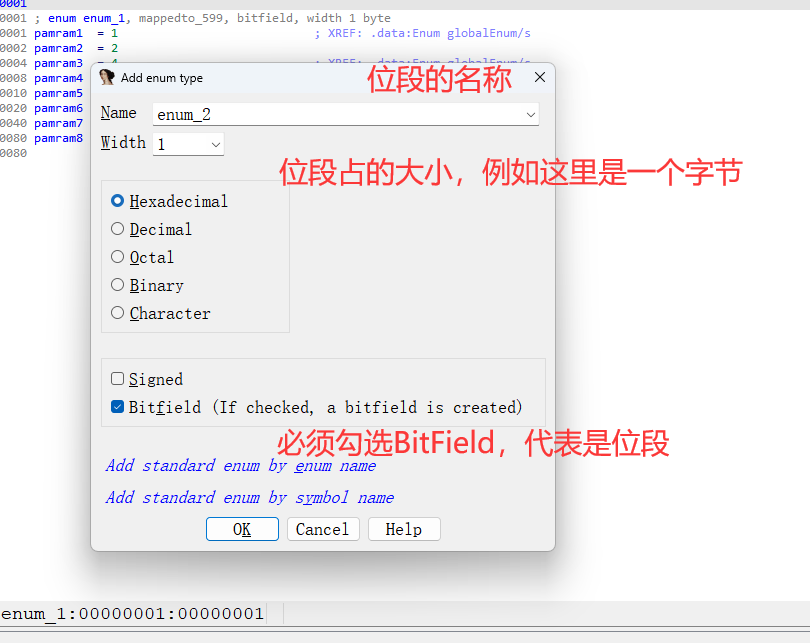 0001
0001 ; enum enum_1, mappedto_599, bitfield, width 1 byte
0001 pamram1 = 1 ; XREF: .data:Enum globalEnum/s
0002 pamram2 = 2
0004 pamram3 = 4 ; XREF: .data:Enum globalEnum/s
0008 pamram4
0010 pamram5
0020 pamram6
0040 pamram7
0080 pamram8
0080
Add enum type
位段的名称
Name enum_2
Width 1
位段占的大小，例如这里是一个字节
Hexadecimal
Decimal
Octal
Binary
Character
Signed
Bitfield (If checked, a bitfield is created)
必须勾选BitField，代表是位段
Add standard enum by enum name
Add standard enum by symbol name
OK Cancel Help
enum_1:00000001:00000001